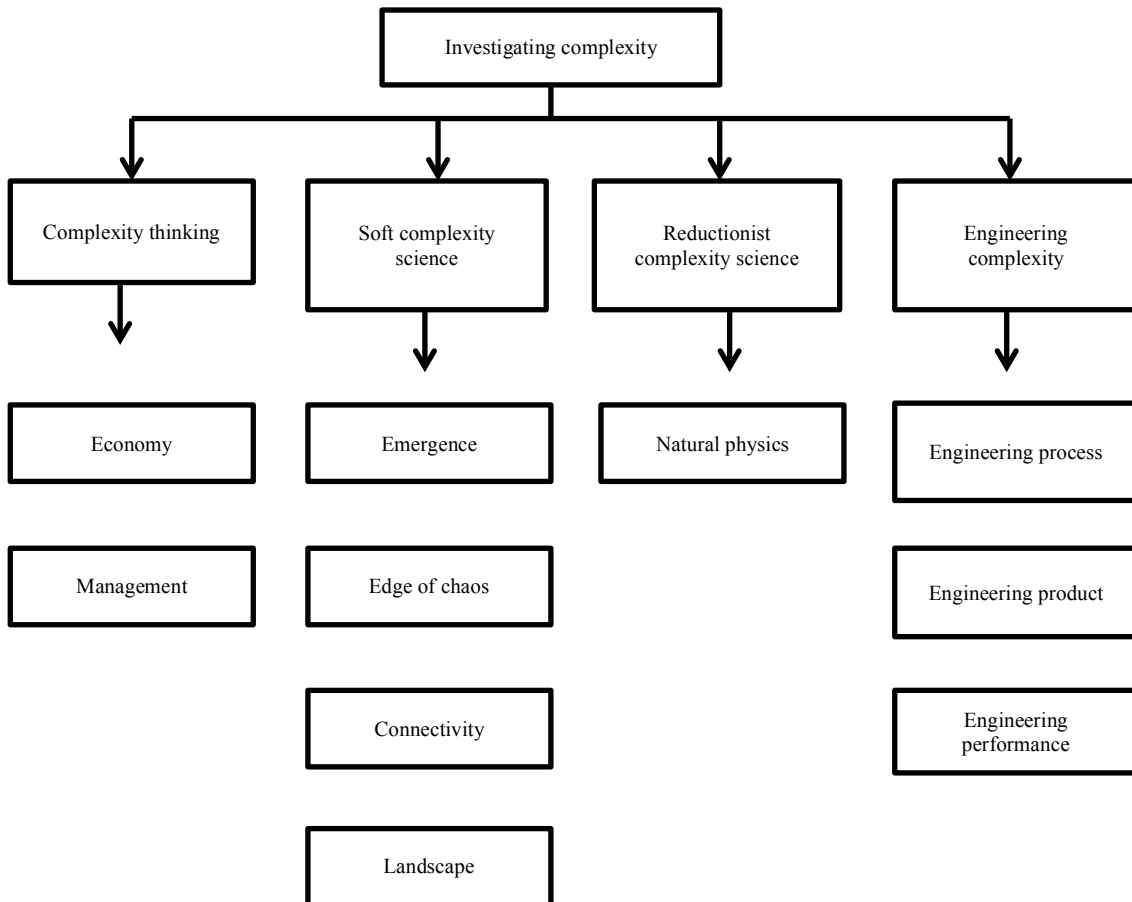 Investigating complexity
Complexity thinking
Soft complexity
science
Reductionist
complexity science
Engineering
complexity
Economy
Emergence
Natural physics
Engineering process
Management
Edge of chaos
Engineering product
Connectivity
Engineering
performance
Landscape